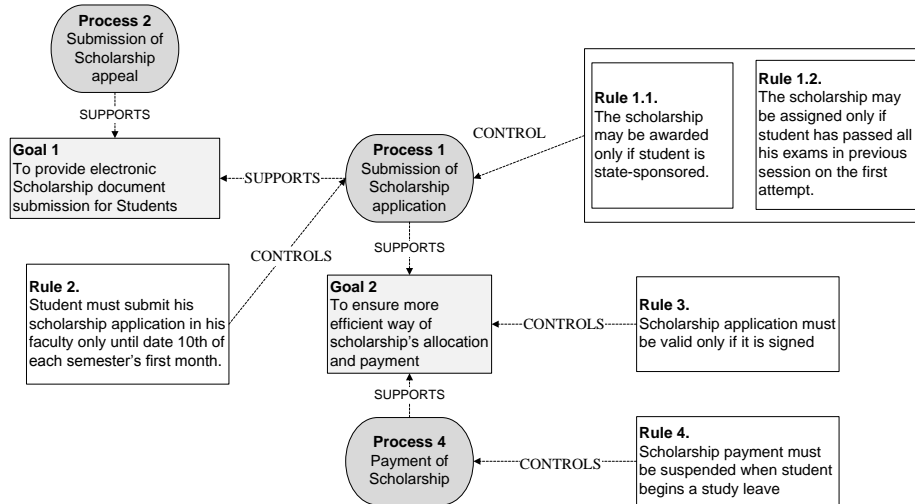 Process 2
Submission of
Scholarship
appeal
SUPPORTS
Goal 1
To provide electronic
Scholarship document
submission for Students
SUPPORTS
Process 1
Submission of
Scholarship
application
CONTROL
Rule 1.1.
The scholarship
may be awarded
only if student is
state-sponsored.
Rule 1.2.
The scholarship may
be assigned only if
student has passed all
his exams in previous
session on the first
attempt.
CONTROLS
SUPPORTS
Rule 2.
Student must submit his
scholarship application in his
faculty only until date 10th of
each semester's first month.
Goal 2
To ensure more
efficient way of
scholarship's allocation
and payment
CONTROLS
Rule 3.
Scholarship application must
be valid only if it is signed
SUPPORTS
Process 4
Payment of
Scholarship
CONTROLS
Rule 4.
Scholarship payment must
be suspended when student
begins a study leave